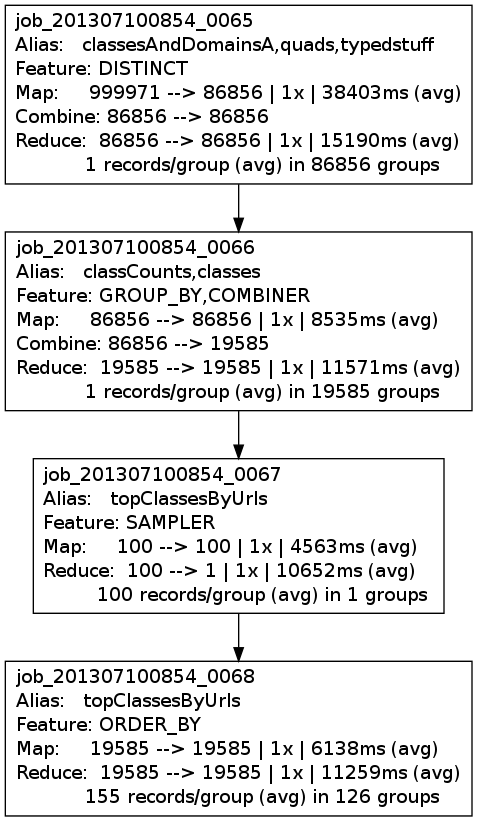 job_201307100854_0065
Alias: classesAndDomainsA,quads,typedstuff
Feature: DISTINCT
Map: 999971 --> 86856 | 1x | 38403ms (avg)
Combine: 86856 --> 86856
Reduce: 86856 --> 86856 | 1x | 15190ms (avg)
1 records/group (avg) in 86856 groups
job_201307100854_0066
Alias: classCounts,classes
Feature: GROUP_BY,COMBINER
Map: 86856 --> 86856 | 1x | 8535ms (avg)
Combine: 86856 --> 19585
Reduce: 19585 --> 19585 | 1x | 11571ms (avg)
1 records/group (avg) in 19585 groups
job_201307100854_0067
Alias: topClassesByUrls
Feature: SAMPLER
Map: 100 --> 100 | 1x | 4563ms (avg)
Reduce: 100 --> 1 | 1x | 10652ms (avg)
100 records/group (avg) in 1 groups
job_201307100854_0068
Alias: topClassesByUrls
Feature: ORDER_BY
Map: 19585 --> 19585 | 1x | 6138ms (avg)
Reduce: 19585 --> 19585 | 1x | 11259ms (avg)
155 records/group (avg) in 126 groups